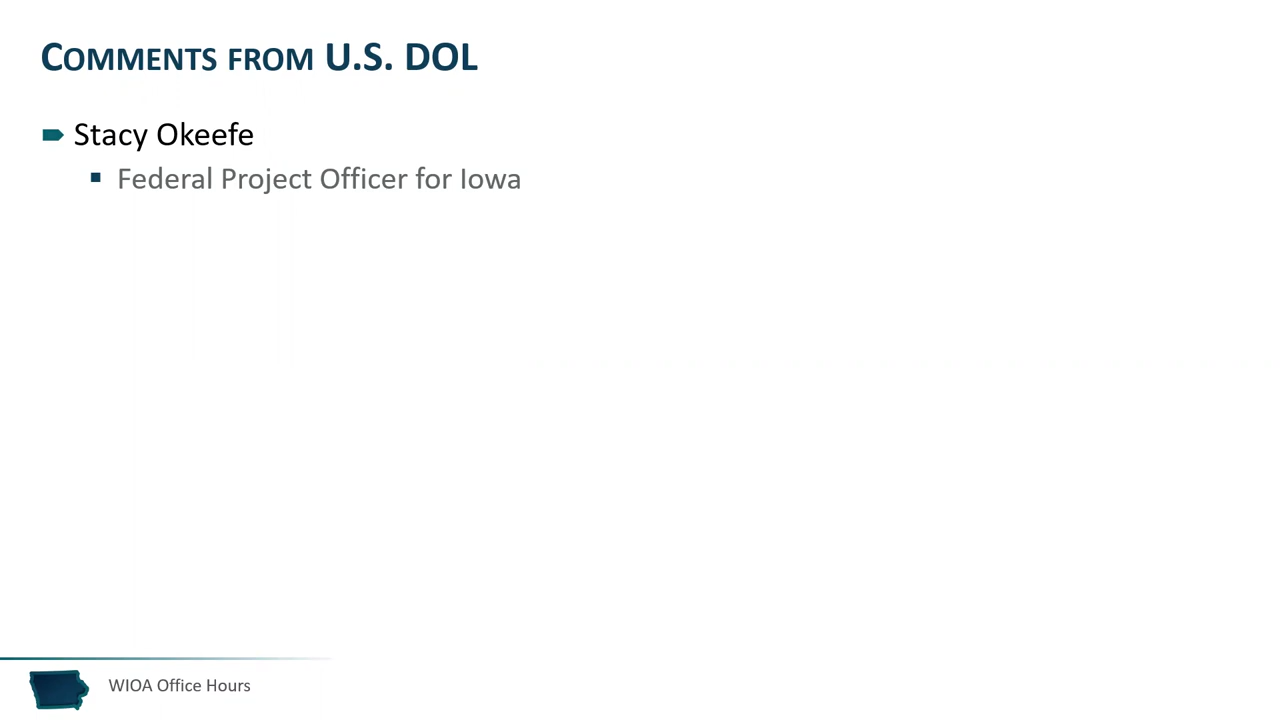 Comments from U.S. DOL
Stacy Okeefe
Federal Project Officer for Iowa
WIOA Office Hours